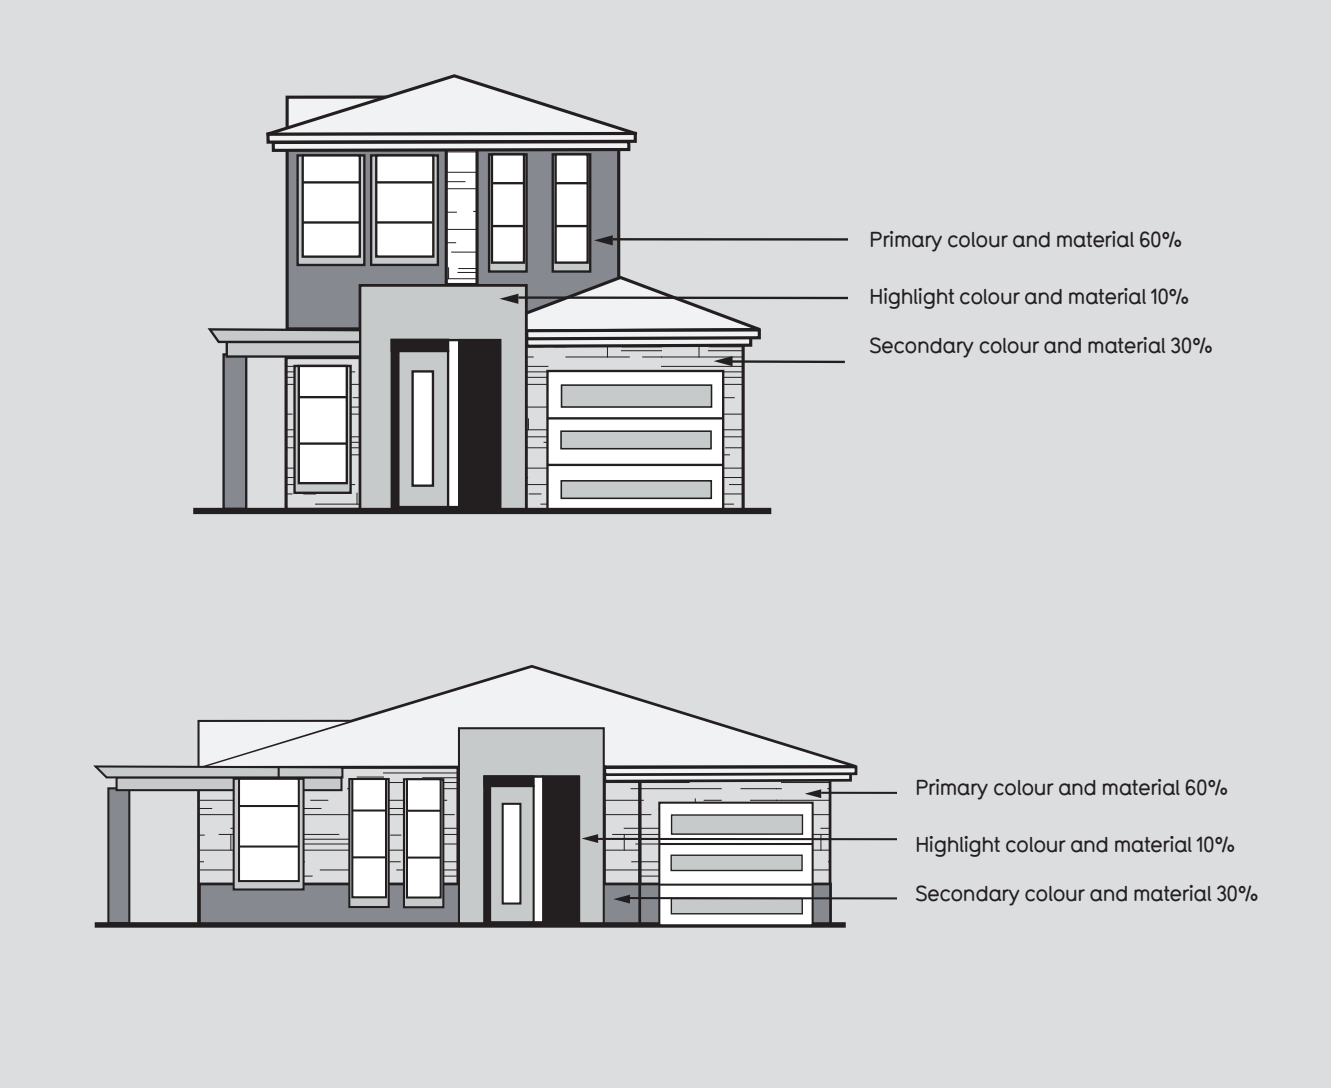 Primary colour and material 60%
Highlight colour and material 10%
Secondary colour and material 30%
Primary colour and material 60%
Highlight colour and material 10%
Secondary colour and material 30%